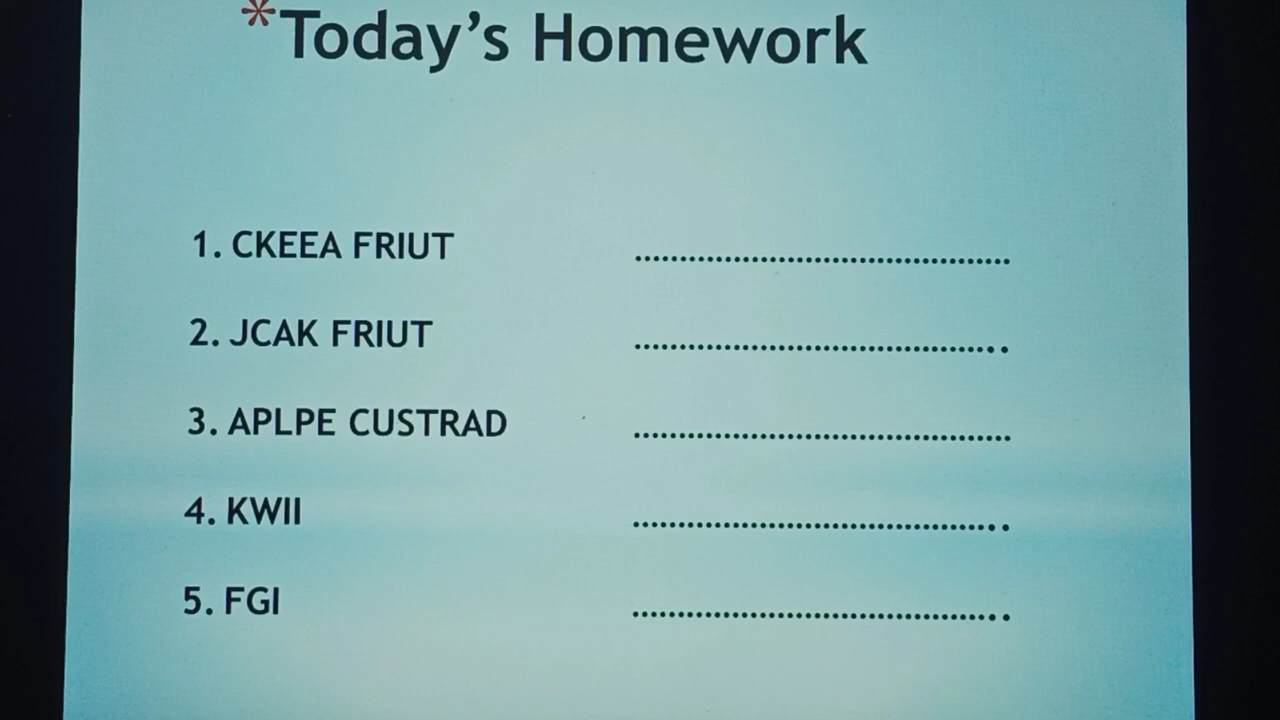 *Today's Homework
1. CKEEA FRIUT ..........................................
2. JCAK FRIUT ..........................................
3. APLPE CUSTRAD ..........................................
4. KWII ..........................................
5. FGI ..........................................